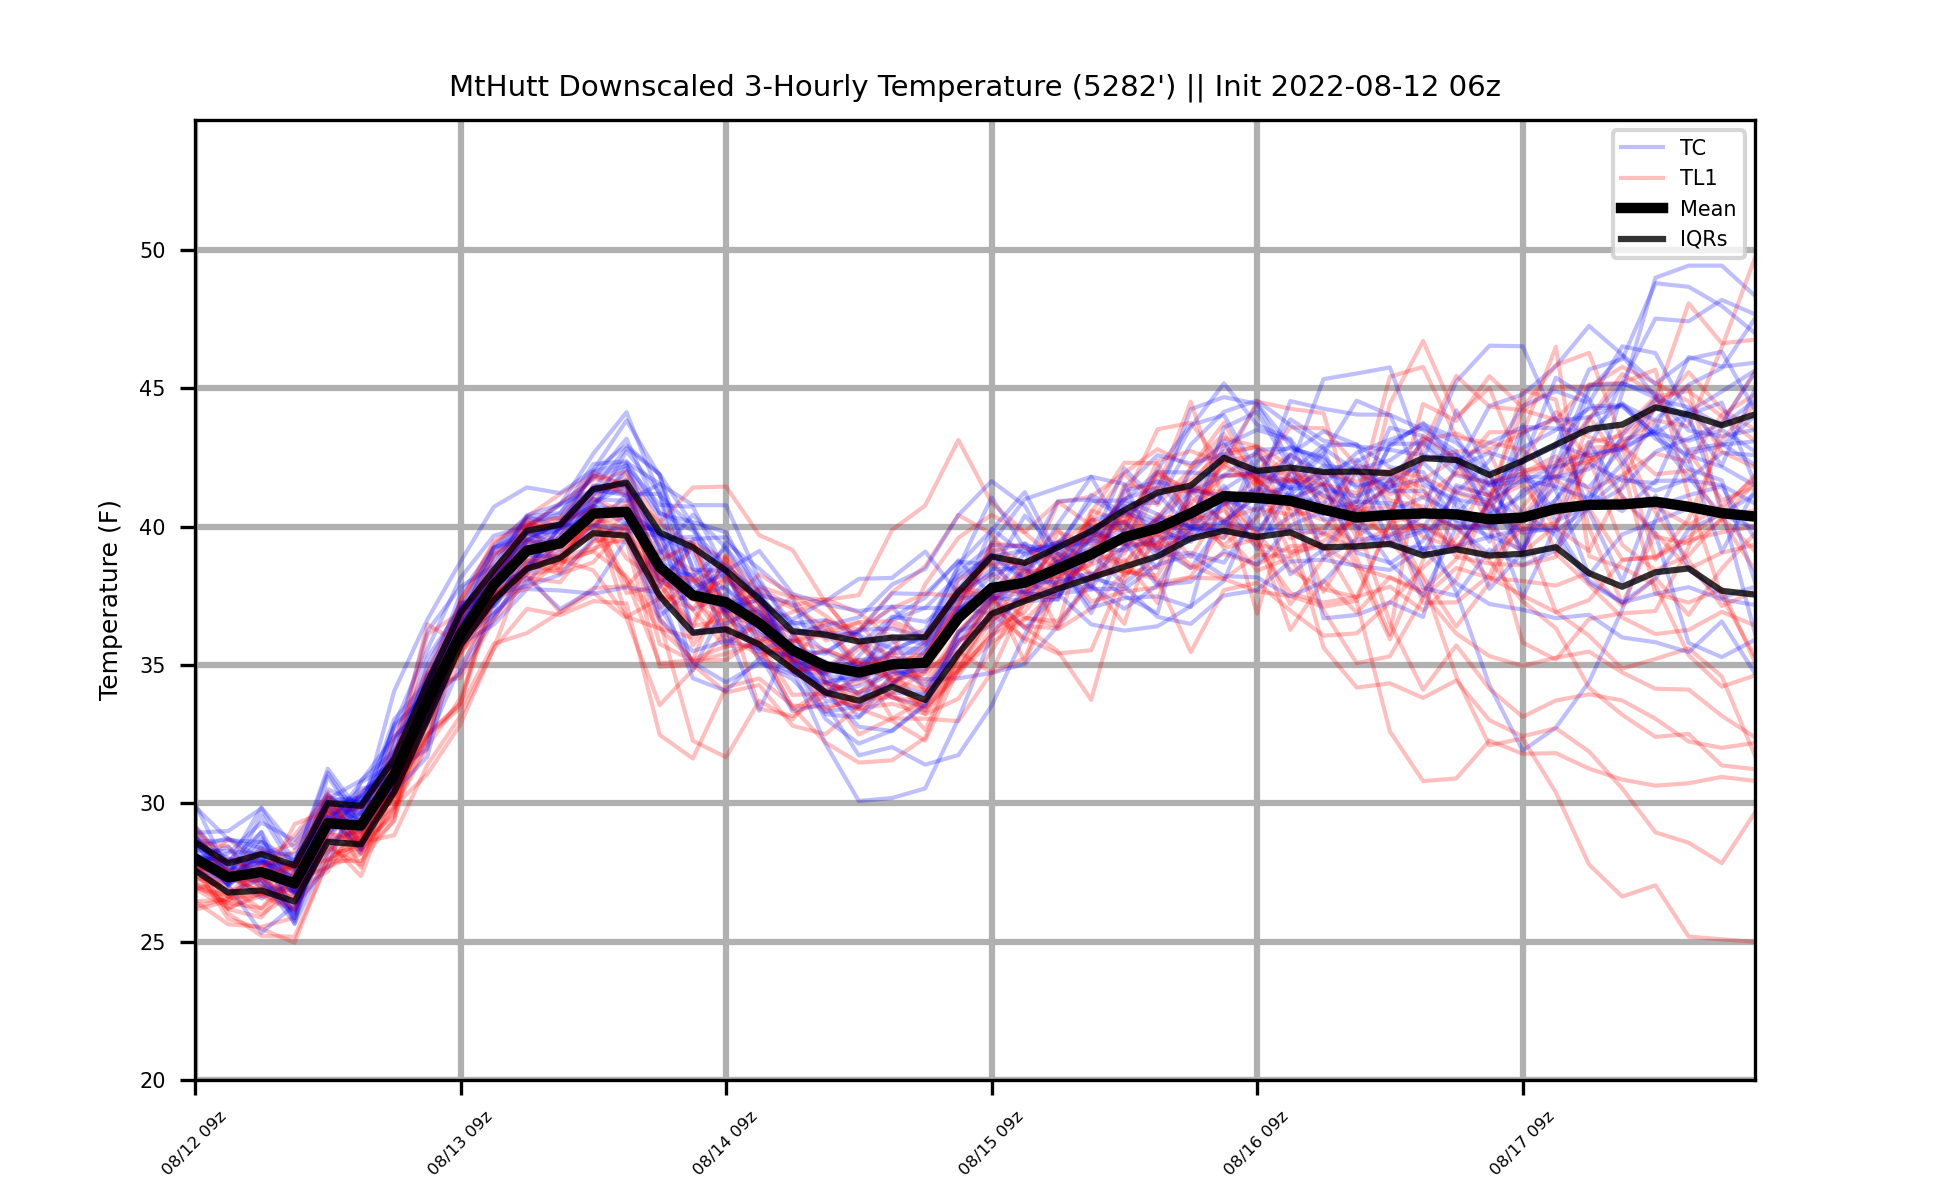 MtHutt Downscaled 3-Hourly Temperature (5282') || Init 2022-08-12 06z
TC
TL1
Mean
IQRs
Temperature (F)
50
45
40
35
30
25
20
08/12 09z
08/13 09z
08/14 09z
08/15 09z
08/16 09z
08/17 09z